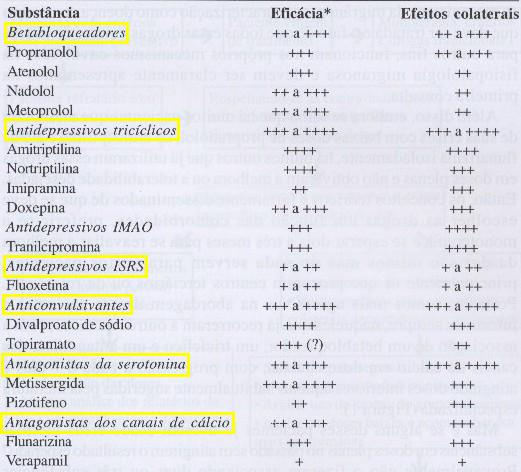 Substância Eficácia* Efeitos colaterais
Betabloqueadores ++ a +++ ++ a +++
Propranolol +++ +++
Atenolol +++ ++
Nadolol ++ a +++ +++
Metoprolol ++ ++
Antidepressivos tricíclicos +++ a ++++ +++ a ++++
Amitriptilina ++++ ++++
Nortriptilina ++++ +++
Imipramina ++ +++
Doxepina ++ a +++ +++
Antidepressivos IMAO +++ ++++
Tranilcipromina +++ ++++
Antidepressivos ISRS + a ++ + a ++
Fluoxetina + a ++ ++
Anticonvulsivantes +++ a ++++ +++ a ++++
Divalproato de sódio ++++ +++
Topiramato +++ (?) ++
Antagonistas da serotonina ++ a +++ + a ++++
Metissergida +++ a ++++ +++
Pizotifeno ++ +++
Antagonistas dos canais de cálcio ++ a +++ + a +++
Flunarizina +++ +++
Verapamil + +